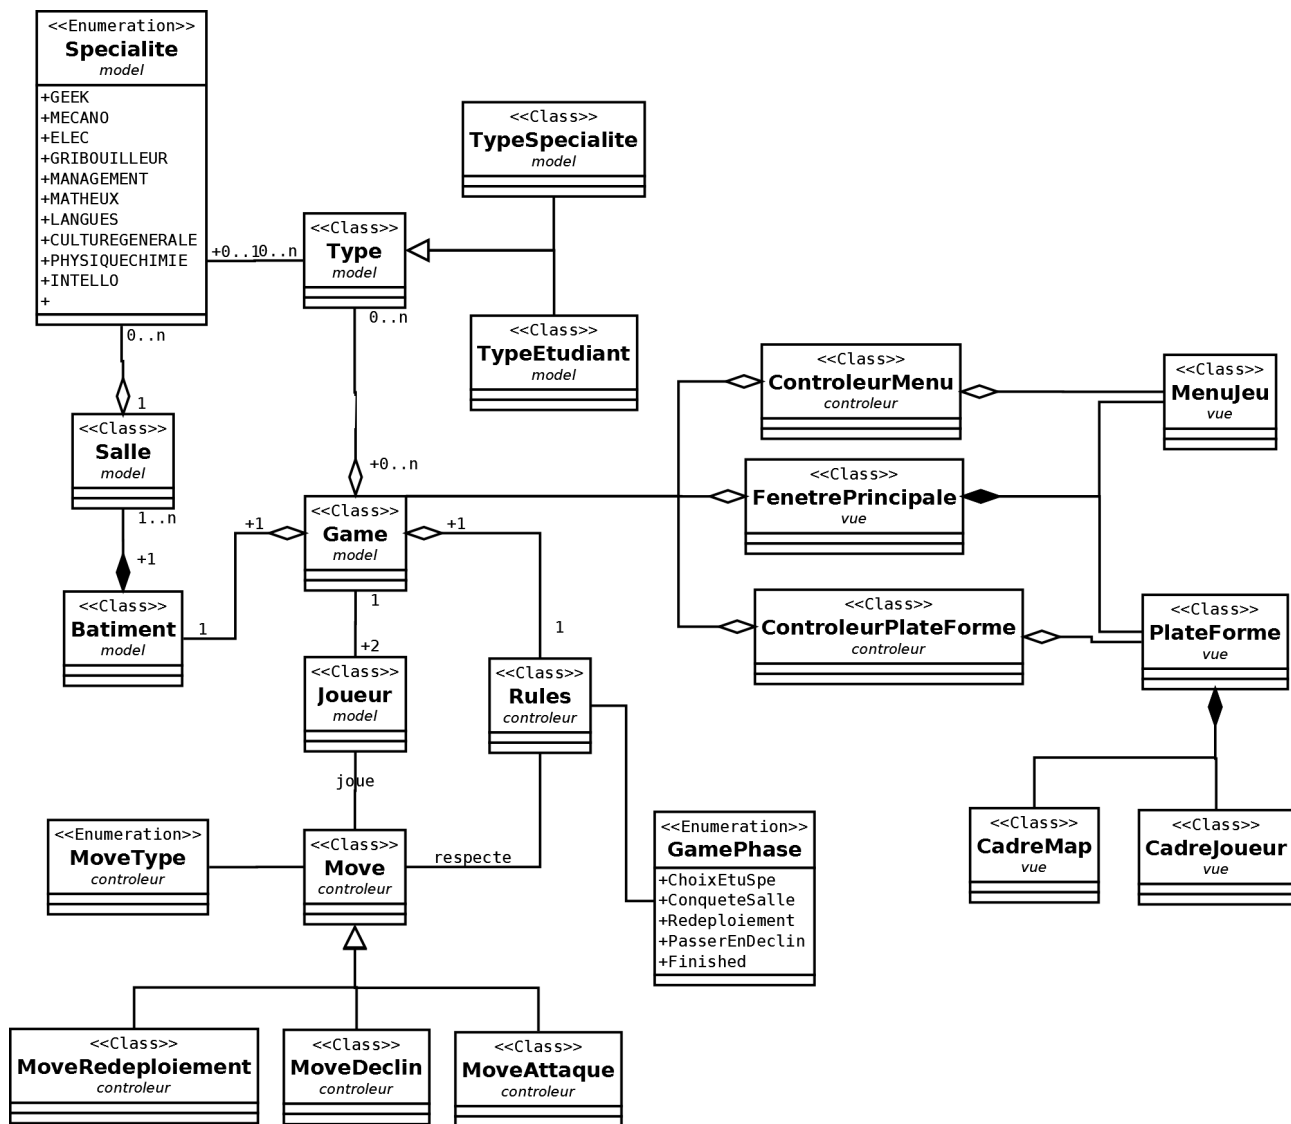 <<Enumeration>>
Specialite
model
+GEEK
+MECANO
+ELEC
+GRIBOUILLEUR
+MANAGEMENT
+MATHEUX
+LANGUES
+CULTUREGENERALE
+PHYSIQUECHIMIE
+INTELLO
+
<<Class>>
TypeSpecialite
model
<<Class>>
Type
model
+0..1
0..n
0..n
<<Class>>
TypeEtudiant
model
0..n
1
<<Class>>
Salle
model
1..n
+1
<<Class>>
Batiment
model
1
+1
+0..n
<<Class>>
Game
model
+1
1
+2
1
<<Class>>
Joueur
model
joue
<<Class>>
Rules
controleur
respecte
<<Class>>
ControleurMenu
controleur
<<Class>>
MenuJeu
vue
<<Class>>
FenetrePrincipale
vue
<<Class>>
ControleurPlateForme
controleur
<<Class>>
PlateForme
vue
<<Class>>
CadreMap
vue
<<Class>>
CadreJoueur
vue
<<Enumeration>>
MoveType
controleur
<<Class>>
Move
controleur
<<Enumeration>>
GamePhase
+ChoixEtuSpe
+ConqueteSalle
+Redeploiement
+PasserEnDeclin
+Finished
<<Class>>
MoveRedeploiement
controleur
<<Class>>
MoveDeclin
controleur
<<Class>>
MoveAttaque
controleur